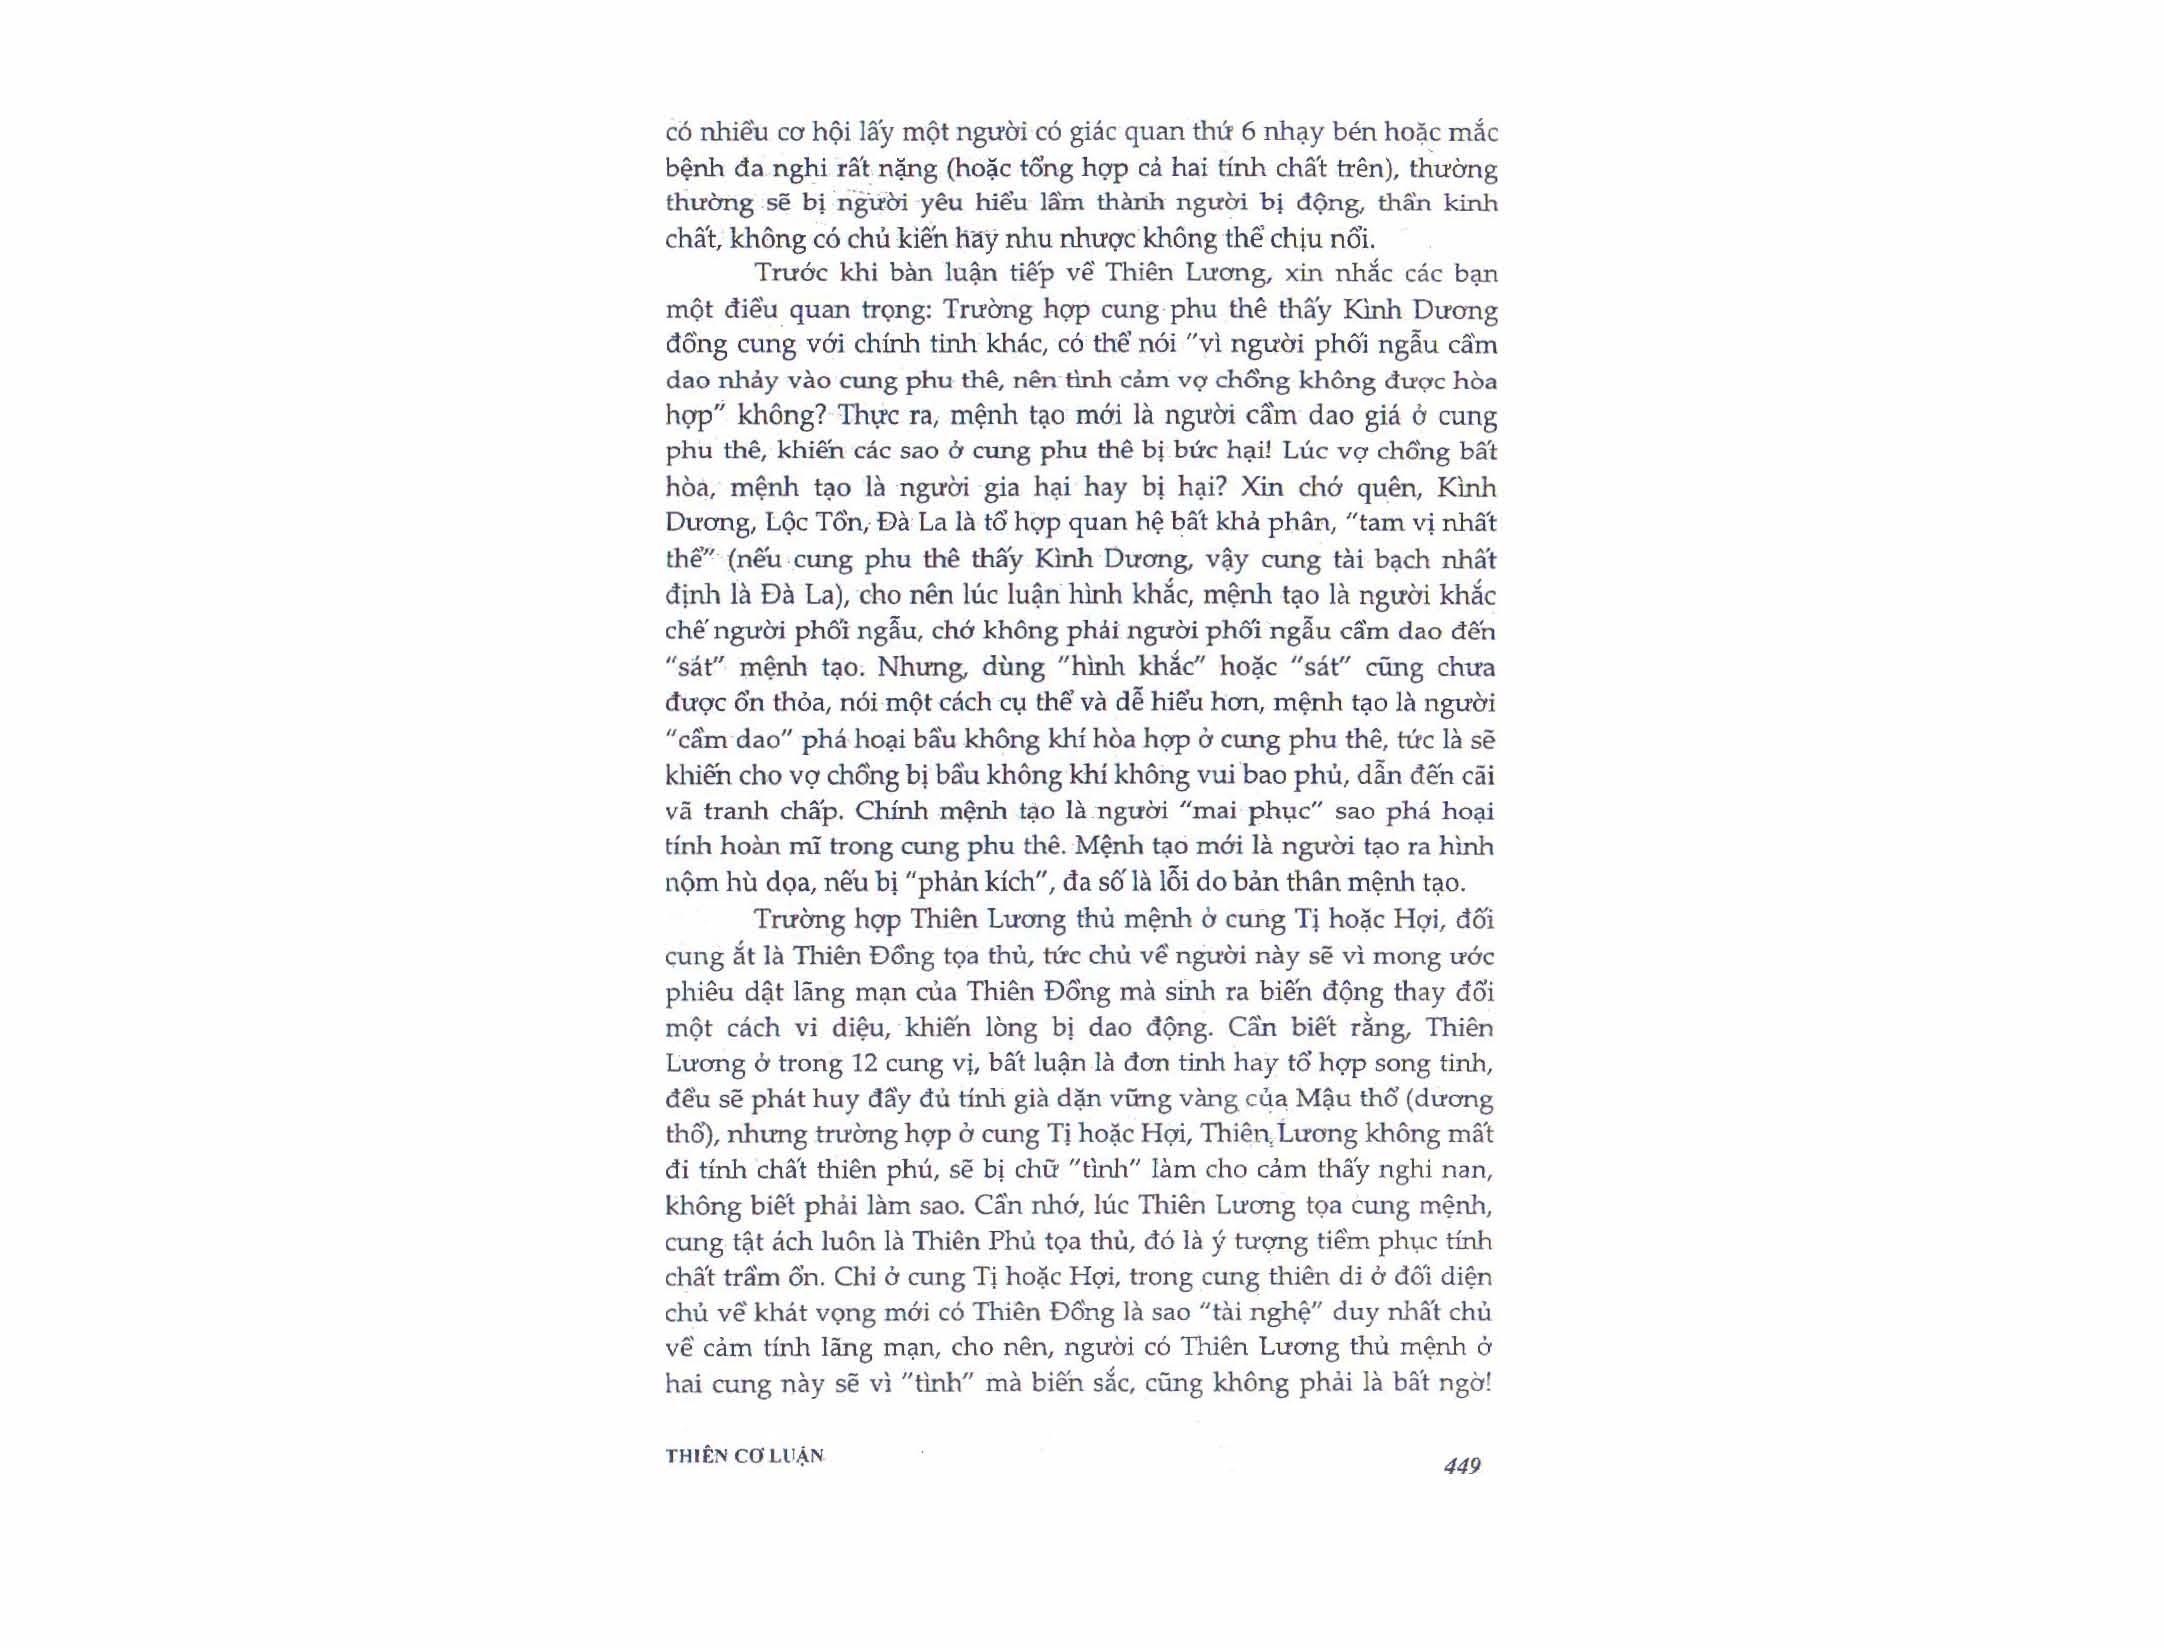 có nhiều cơ hội lấy một người có giác quan thứ 6 nhạy bén hoặc mắc
bệnh đa nghi rất nặng (hoặc tổng hợp cả hai tính chất trên), thường
thường sẽ bị người yêu hiểu lầm thành người bị động, thần kinh
chất, không có chủ kiến hay nhu nhược không thể chịu nổi.
Trước khi bàn luận tiếp về Thiên Lương, xin nhắc các bạn
một điều quan trọng: Trường hợp cung phu thê thấy Kình Dương
đồng cung với chính tinh khác, có thể nói "vì người phối ngẫu cầm
dao nhảy vào cung phu thê, nên tình cảm vợ chồng không được hòa
hợp" không? Thực ra, mệnh tạo mới là người cầm dao giá ở cung
phu thê, khiến các sao ở cung phu thê bị bức hại! Lúc vợ chồng bất
hòa, mệnh tạo là người gia hại hay bị hại? Xin chớ quên, Kình
Dương, Lộc Tồn, Đà La là tổ hợp quan hệ bất khả phân, "tam vị nhất
thể" (nếu cung phu thê thấy Kình Dương, vậy cung tài bạch nhất
định là Đà La), cho nên lúc luận hình khắc, mệnh tạo là người khắc
chế người phối ngẫu, chớ không phải người phối ngẫu cầm dao đến
"sát" mệnh tạo. Nhưng, dùng "hình khắc" hoặc "sát" cũng chưa
được ổn thỏa, nói một cách cụ thể và dễ hiểu hơn, mệnh tạo là người
"cầm dao" phá hoại bầu không khí hòa hợp ở cung phu thê, tức là sẽ
khiến cho vợ chồng bị bầu không khí không vui bao phủ, dẫn đến cãi
vã tranh chấp. Chính mệnh tạo là người "mai phục" sao phá hoại
tính hoàn mĩ trong cung phu thê. Mệnh tạo mới là người tạo ra hình
nộm hù dọa, nếu bị "phản kích", đa số là lỗi do bản thân mệnh tạo.
Trường hợp Thiên Lương thủ mệnh ở cung Tị hoặc Hợi, đối
cung ắt là Thiên Đồng tọa thủ, tức chủ về người này sẽ vì mong ước
phiêu dật lãng mạn của Thiên Đồng mà sinh ra biến động thay đổi
một cách vi diệu, khiến lòng bị dao động. Cần biết rằng, Thiên
Lương ở trong 12 cung vị, bất luận là đơn tinh hay tổ hợp song tinh,
đều sẽ phát huy đầy đủ tính già dặn vững vàng của Mậu thổ (dương
thổ), nhưng trường hợp ở cung Tị hoặc Hợi, Thiên Lương không mất
đi tính chất thiên phú, sẽ bị chữ "tình" làm cho cảm thấy nghi nan,
không biết phải làm sao. Cần nhớ, lúc Thiên Lương tọa cung mệnh,
cung tật ách luôn là Thiên Phủ tọa thủ, đó là ý tượng tiềm phục tính
chất trầm ổn. Chỉ ở cung Tị hoặc Hợi, trong cung thiên di ở đối diện
chủ về khát vọng mới có Thiên Đồng là sao "tài nghệ" duy nhất chủ
về cảm tính lãng mạn, cho nên, người có Thiên Lương thủ mệnh ở
hai cung này sẽ vì "tình" mà biến sắc, cũng không phải là bất ngờ!
THIÊN CƠ LUẬN
449